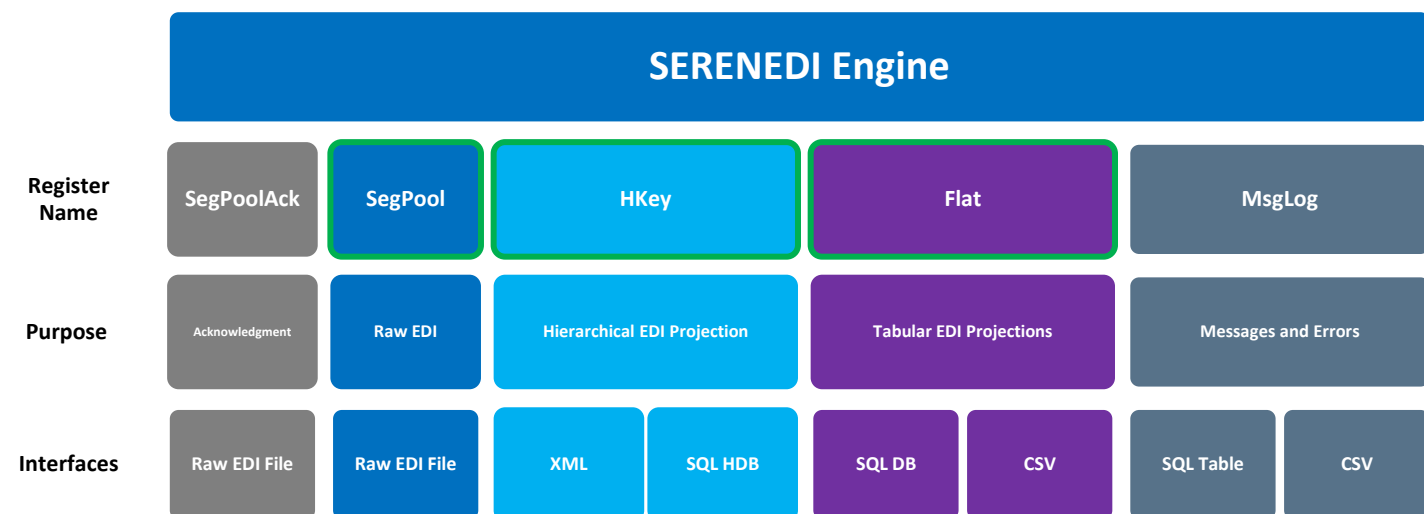 SERENEDI Engine
Register
Name
SegPoolAck
SegPool
HKey
Flat
MsgLog
Purpose
Acknowledgment
Raw EDI
Hierarchical EDI Projection
Tabular EDI Projections
Messages and Errors
Interfaces
Raw EDI File
Raw EDI File
XML
SQL HDB
SQL DB
CSV
SQL Table
CSV